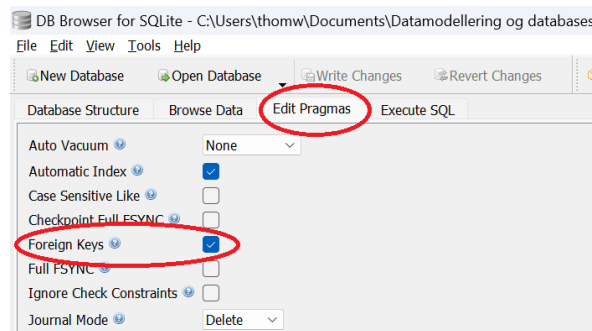 DB Browser for SQLite - C:\Users\thomw\Documents\Datamodellering og databases
File Edit View Tools Help
New Database Open Database Write Changes Revert Changes
Database Structure Browse Data Edit Pragmas Execute SQL
Auto Vacuum None
Automatic Index
Case Sensitive Like
Checkpoint Full FSYNC
Foreign Keys
Full FSYNC
Ignore Check Constraints
Journal Mode Delete